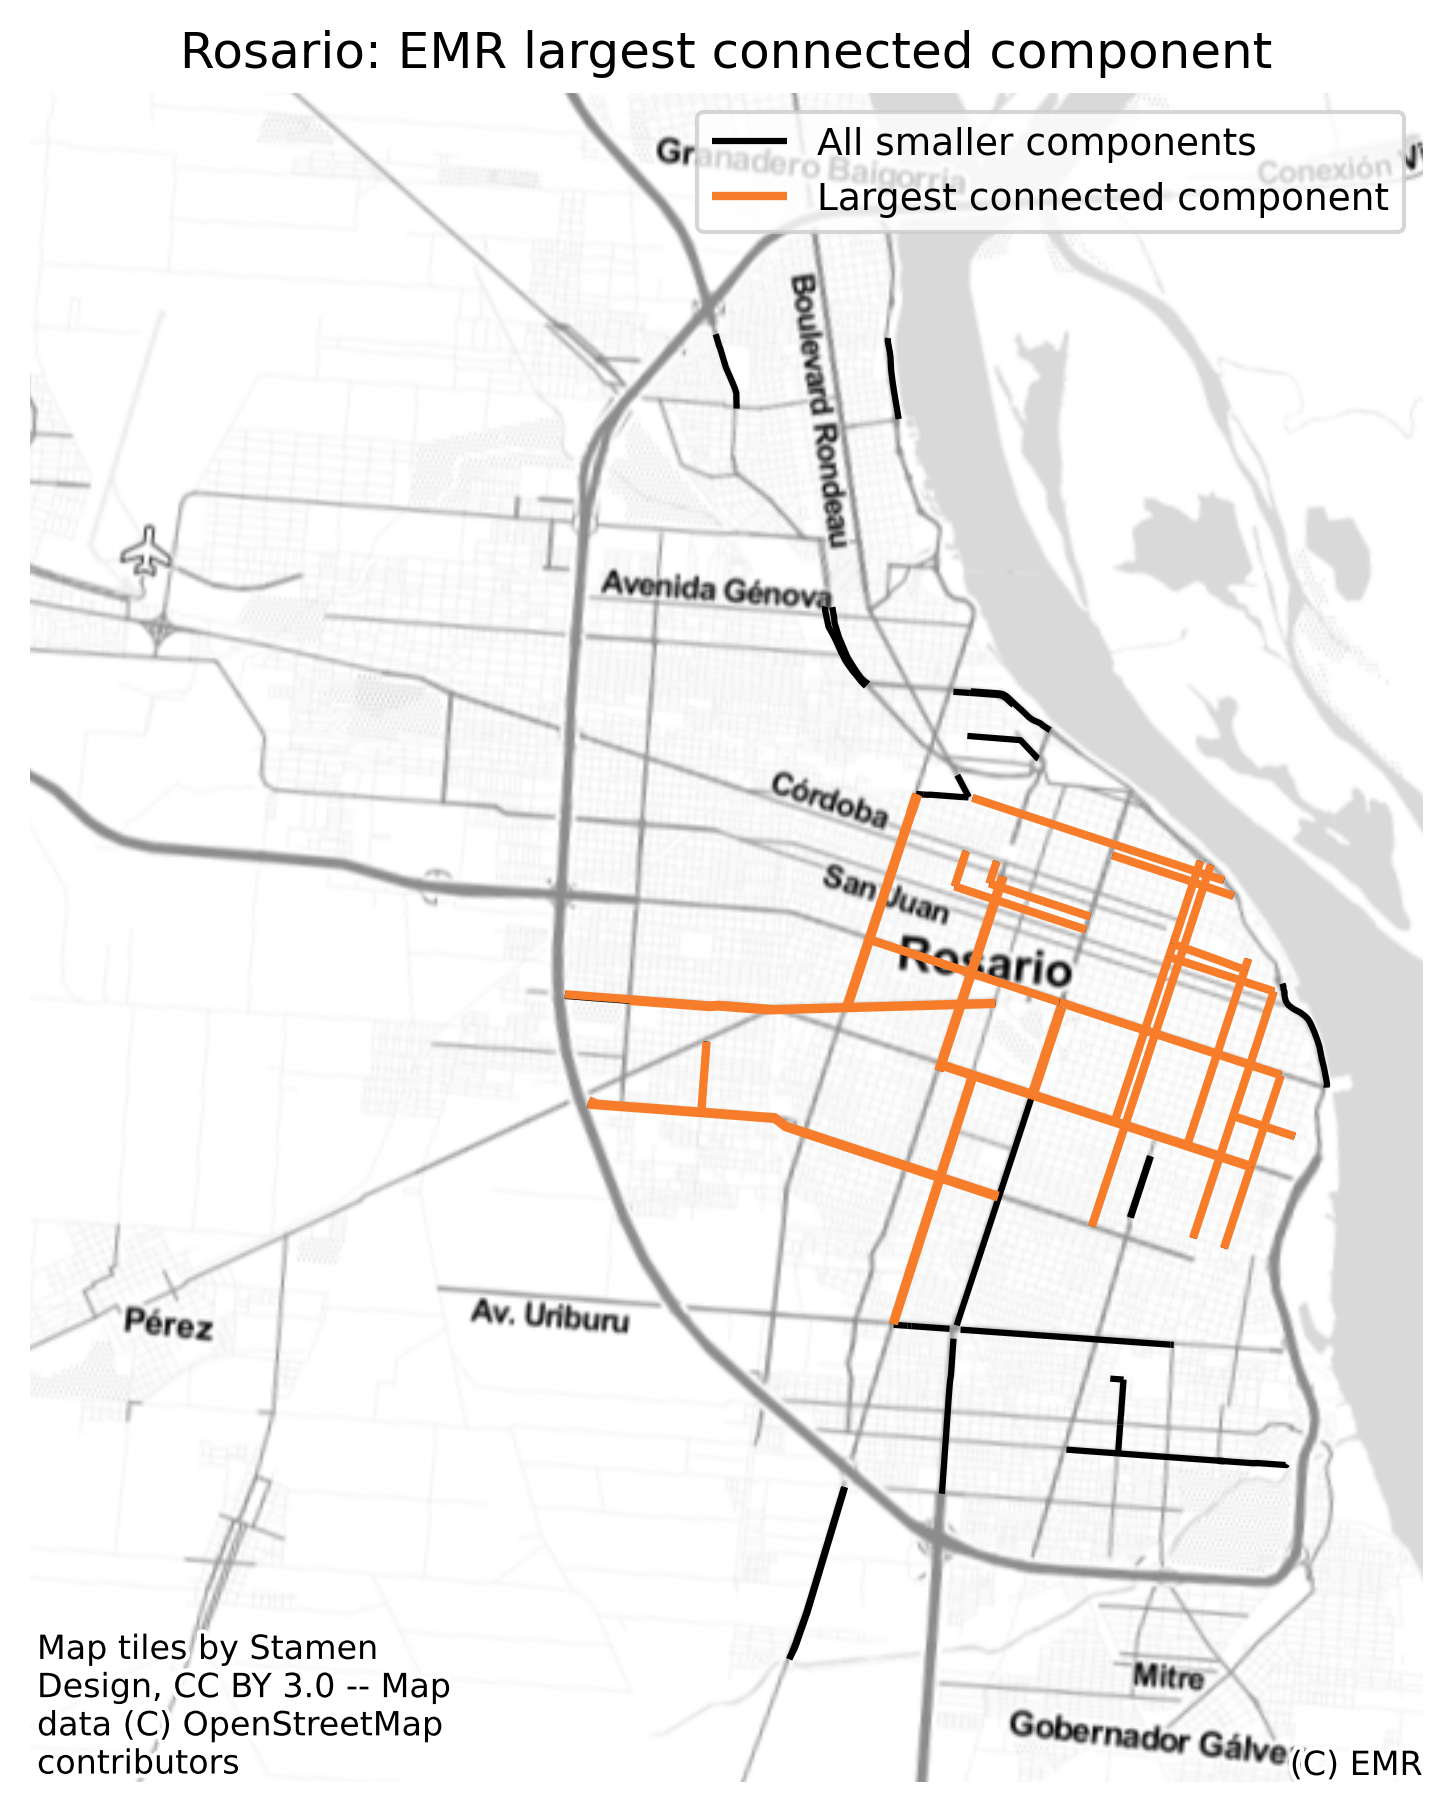 Rosario: EMR largest connected component
All smaller components
Largest connected component
Granadero Baigorria
Conexión Vi
Boulevard Rondeau
Avenida Génova
Córdoba
San Juan
Rosario
Pérez
Av. Uriburu
Map tiles by Stamen
Design, CC BY 3.0 -- Map
data (C) OpenStreetMap
contributors
Mitre
Gobernador Gálve
(C) EMR